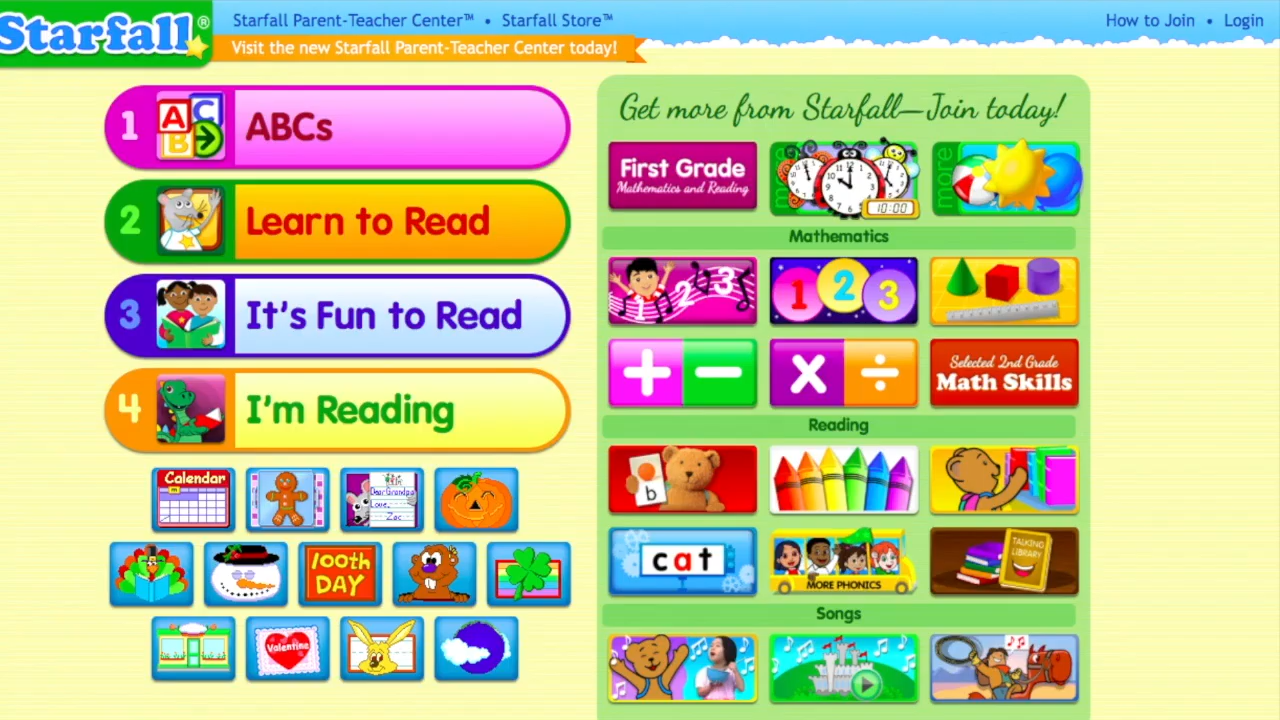 Starfall®
Starfall Parent-Teacher Center™ • Starfall Store™
How to Join • Login
Visit the new Starfall Parent-Teacher Center today!
1 A C B ABCs
2 Learn to Read
3 It's Fun to Read
4 I'm Reading
Calendar
Dear Grandpa
Love,
Zac
100th
DAY
Valentine
Get more from Starfall—Join today!
First Grade
Mathematics and Reading
more
10:00
more
Mathematics
1 2 3
1 2 3
+ −
× ÷
Selected 2nd Grade
Math Skills
Reading
b
cat
MORE PHONICS
TALKING
LIBRARY
Songs